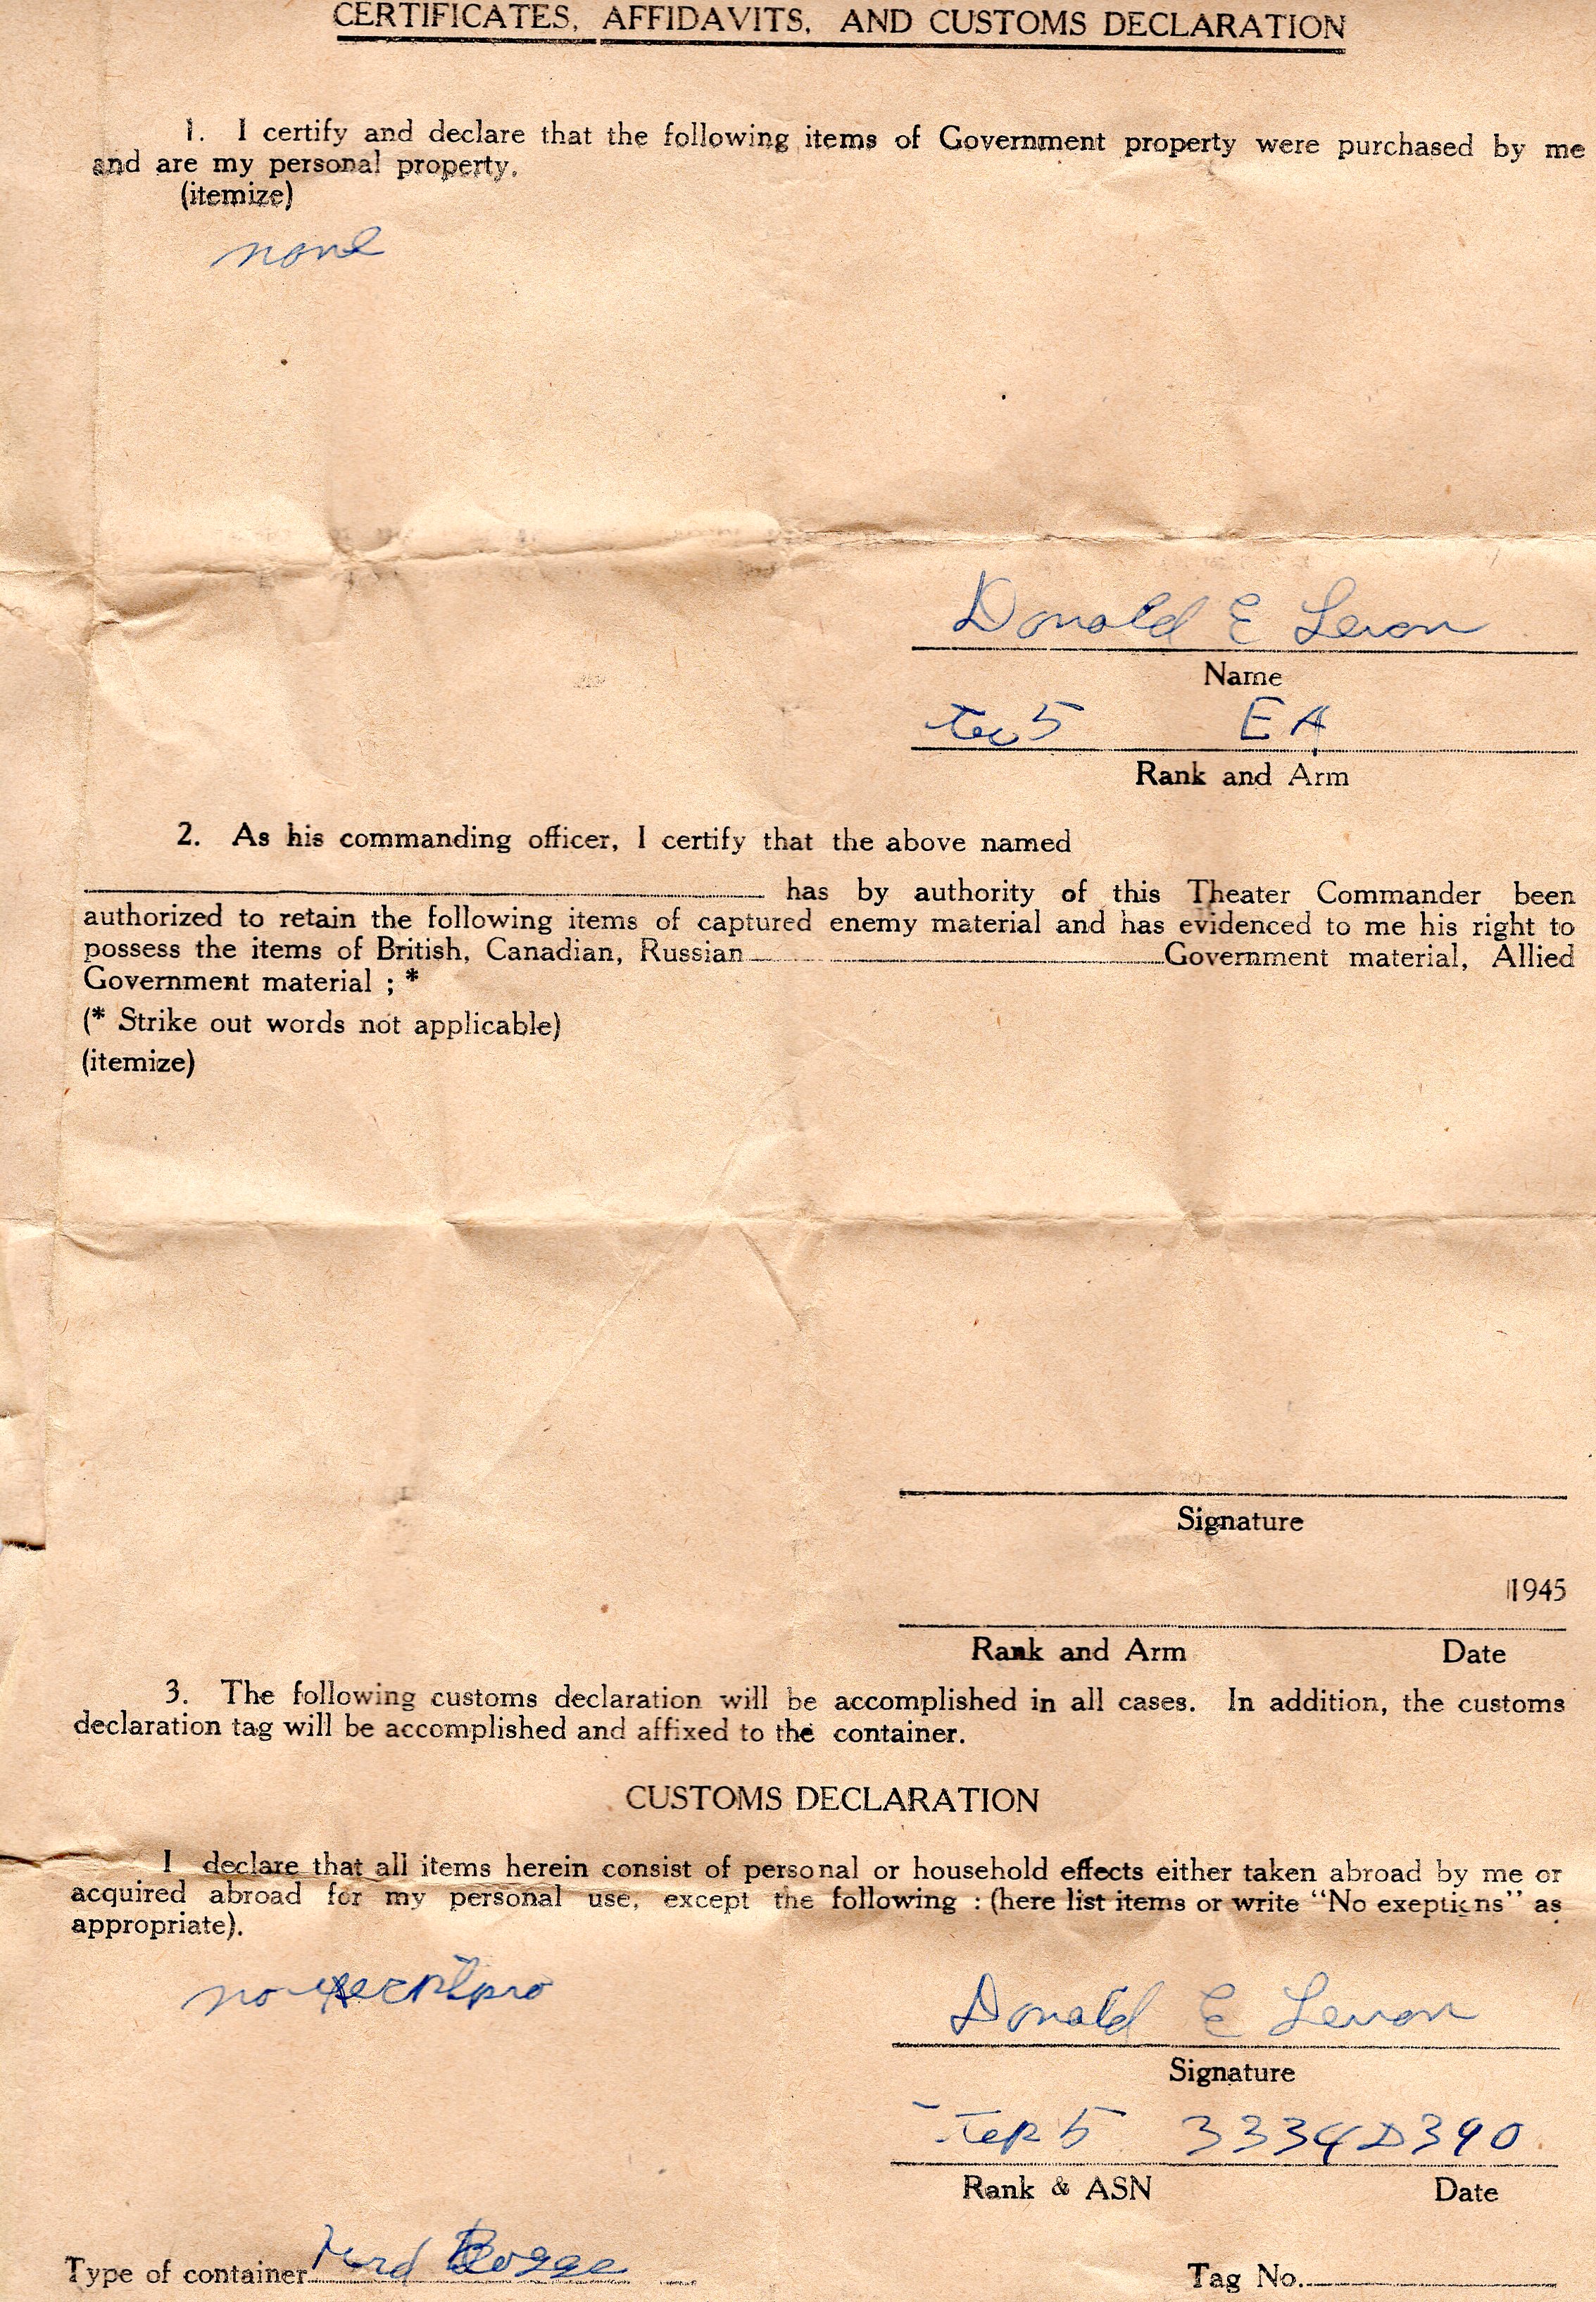 CERTIFICATES, AFFIDAVITS, AND CUSTOMS DECLARATION
1. I certify and declare that the following items of Government property were purchased by me
and are my personal property.
(itemize)
none
Donald E Levon
Name
tec 5 EA
Rank and Arm
2. As his commanding officer, I certify that the above named
has by authority of this Theater Commander been
authorized to retain the following items of captured enemy material and has evidenced to me his right to
possess the items of British, Canadian, Russian Government material, Allied
Government material ; *
(* Strike out words not applicable)
(itemize)
Signature
1945
Rank and Arm Date
3. The following customs declaration will be accomplished in all cases. In addition, the customs
declaration tag will be accomplished and affixed to the container.
CUSTOMS DECLARATION
I declare that all items herein consist of personal or household effects either taken abroad by me or
acquired abroad for my personal use, except the following : (here list items or write “No exeptions” as
appropriate).
no
Donald E Levon
Signature
5 33342390
Rank & ASN Date
Type of container
Tag No.